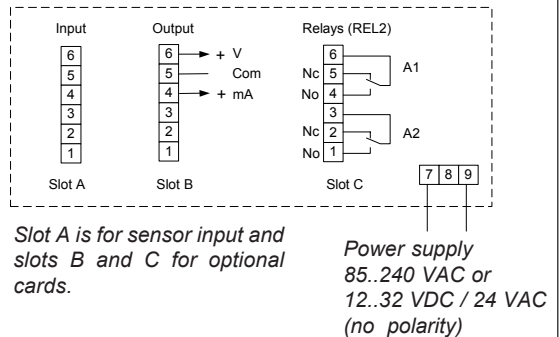 Input Output Relays (REL2)
6 6 + V 6
5 5 Com Nc 5 A1
4 4 + mA No 4
3 3 3
2 2 Nc 2 A2
1 1 No 1
Slot A Slot B Slot C 7 8 9
Slot A is for sensor input and
slots B and C for optional
cards.
Power supply
85..240 VAC or
12..32 VDC / 24 VAC
(no polarity)